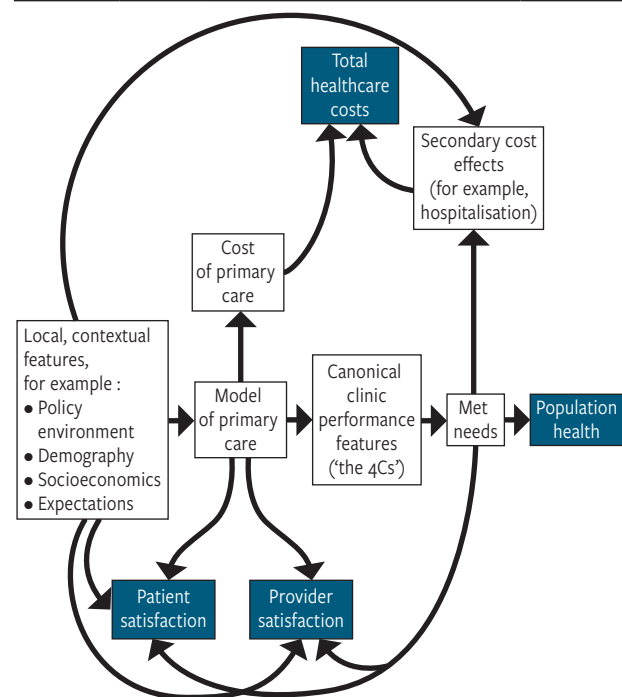 Total
healthcare
costs
Secondary cost
effects
(for example,
hospitalisation)
Cost
of primary
care
Local, contextual
features,
for example :
● Policy
environment
● Demography
● Socioeconomics
● Expectations
Model
of primary
care
Canonical
clinic
performance
features
(‘the 4Cs’)
Met
needs
Population
health
Patient
satisfaction
Provider
satisfaction